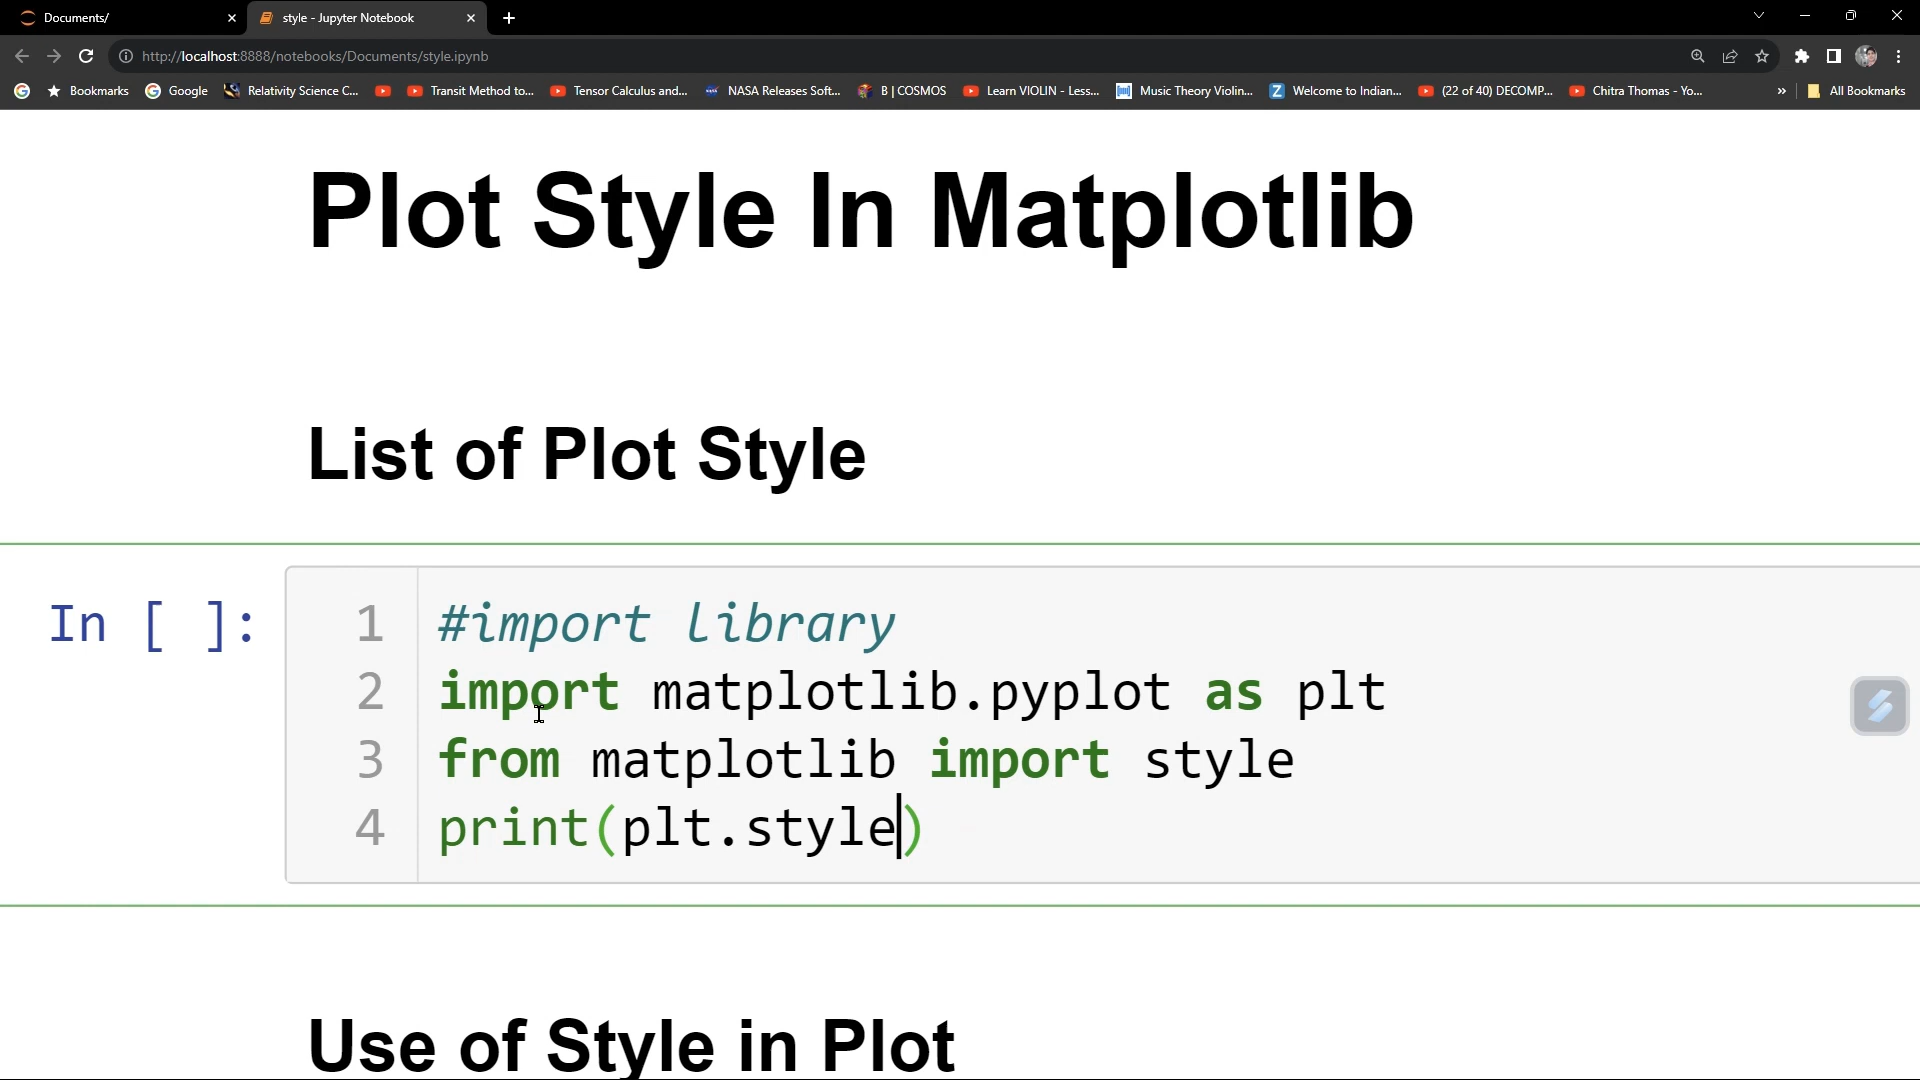 Documents/
style - Jupyter Notebook
http://localhost:8888/notebooks/Documents/style.ipynb
Bookmarks
Google
Relativity Science C...
Transit Method to...
Tensor Calculus and...
NASA Releases Soft...
B | COSMOS
Learn VIOLIN - Less...
Music Theory Violin...
Welcome to Indian...
(22 of 40) DECOMP...
Chitra Thomas - Yo...
»
All Bookmarks
Plot Style In Matplotlib
List of Plot Style
In [ ]:
1 #import library
2 import matplotlib.pyplot as plt
3 from matplotlib import style
4 print(plt.style)
Use of Style in Plot